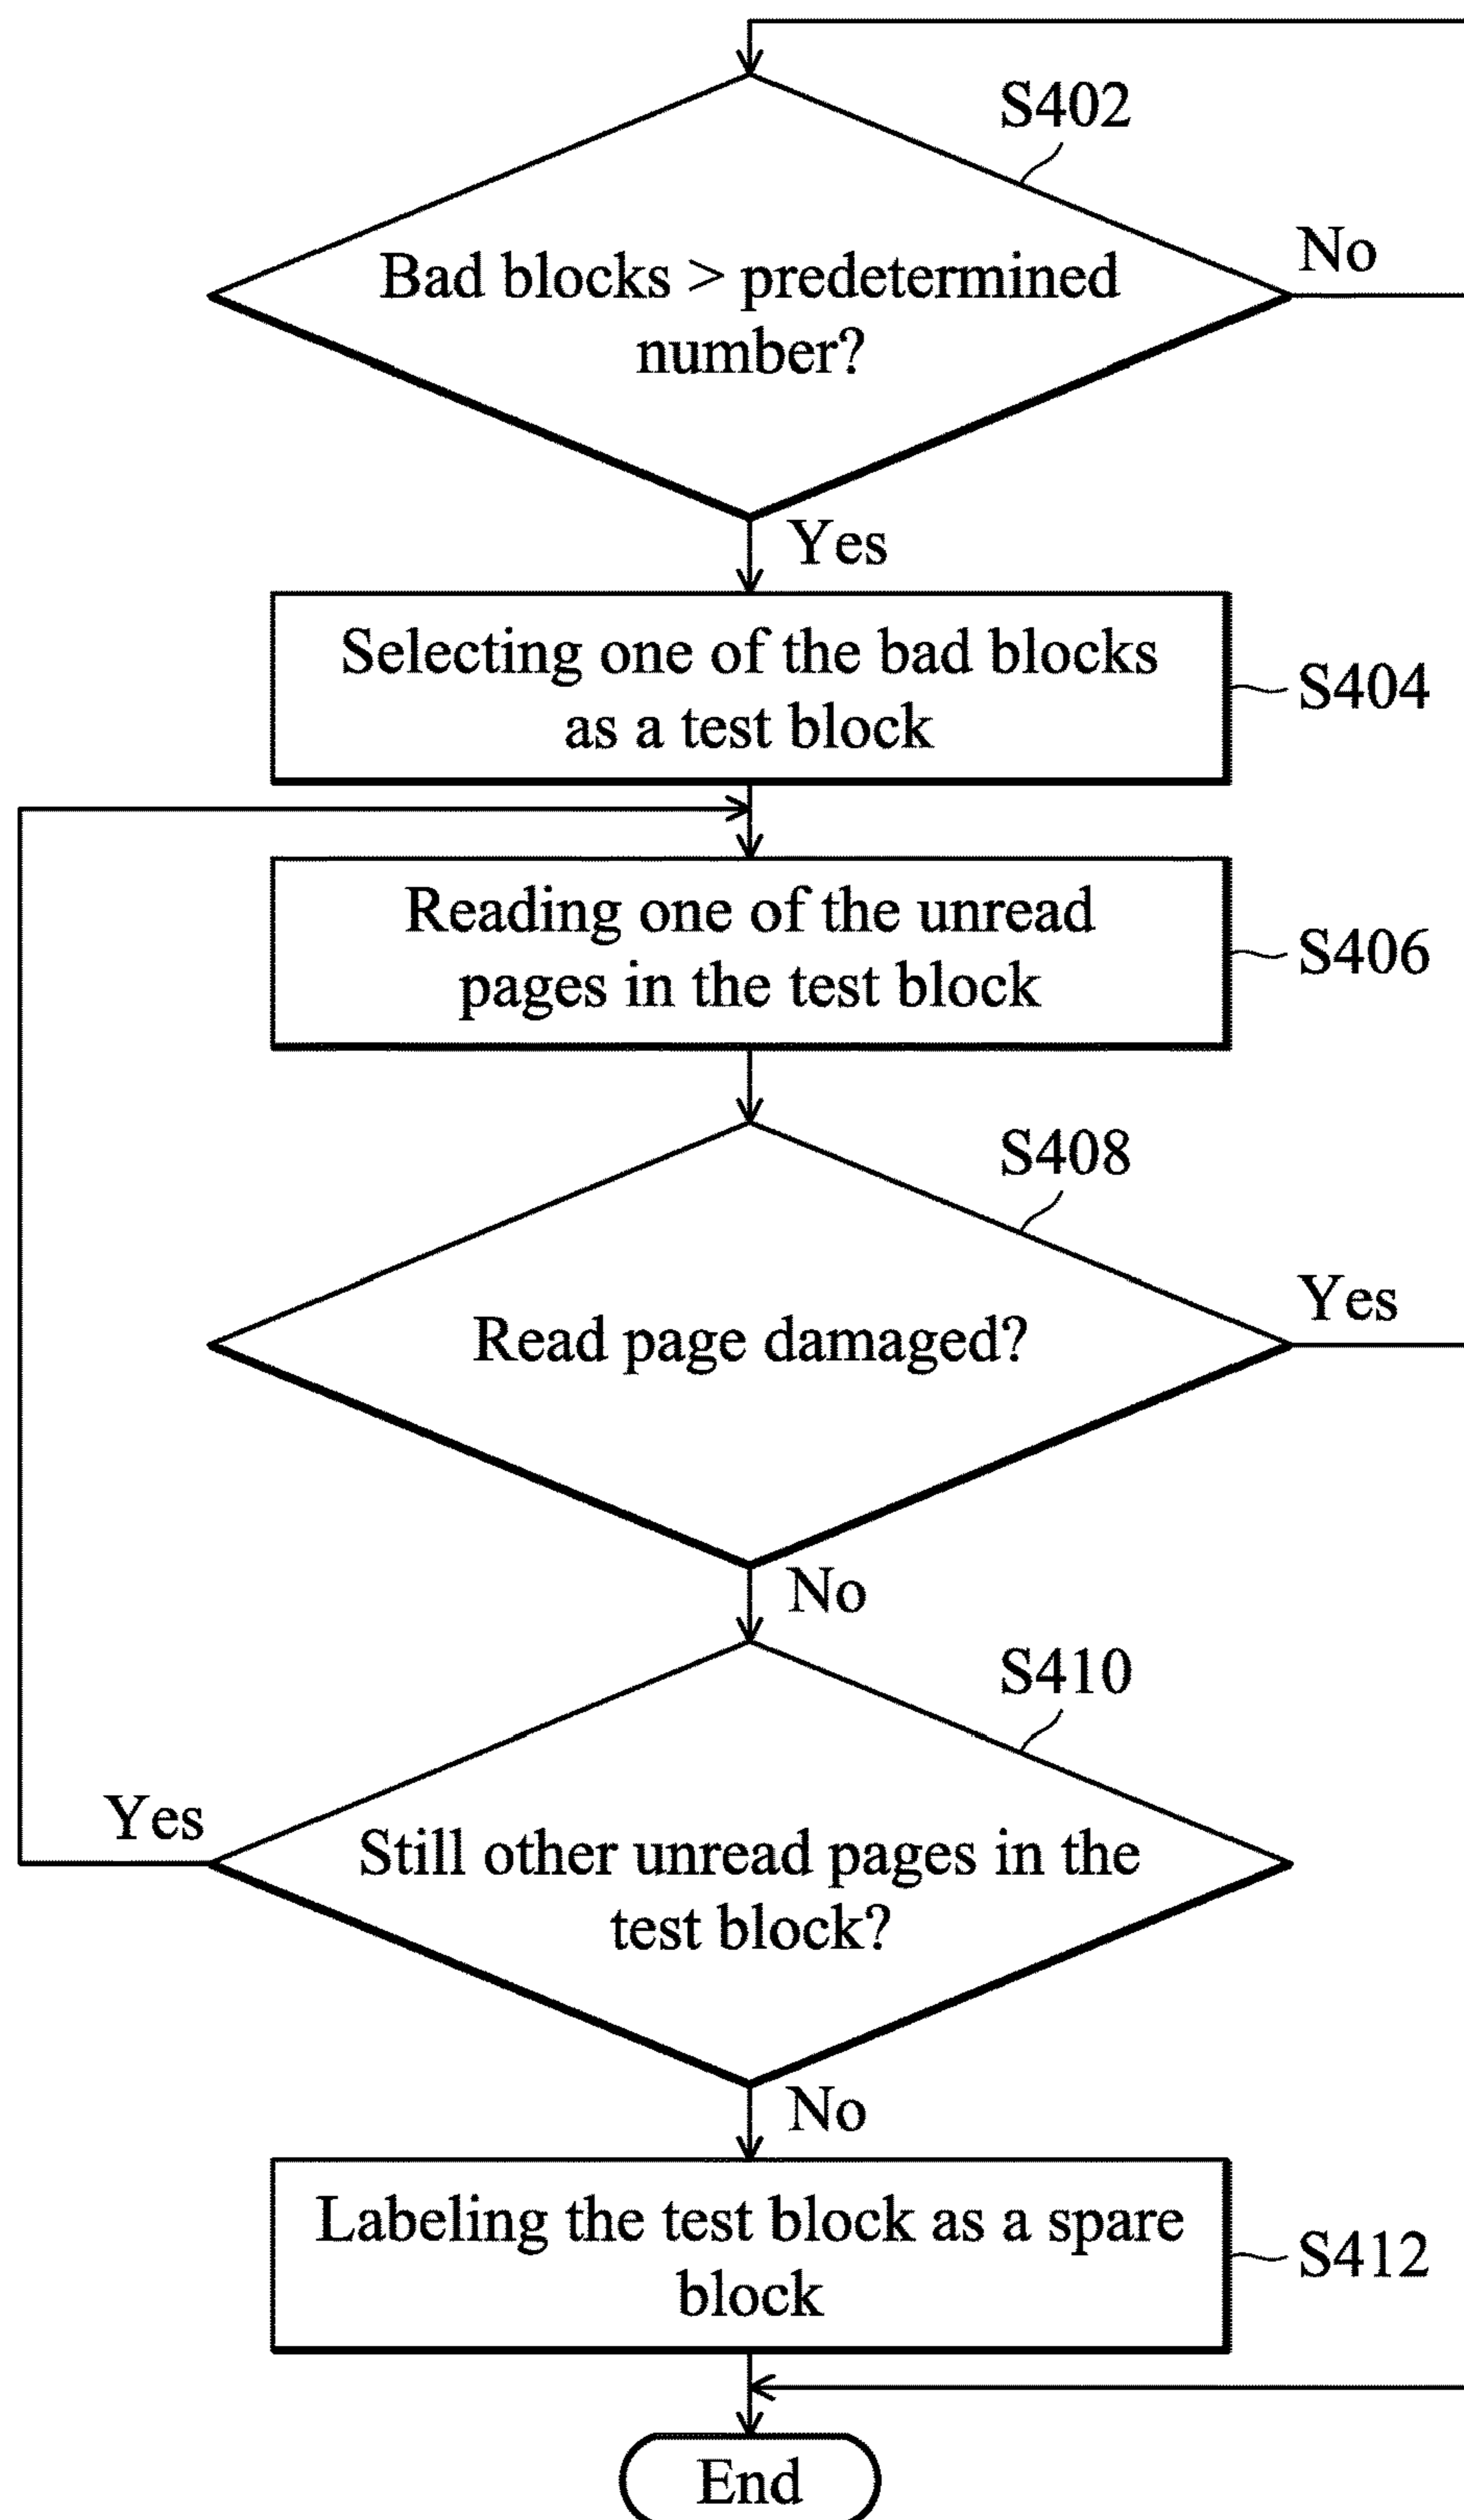 S402
No
Bad blocks > predetermined
number?
Yes
Selecting one of the bad blocks
as a test block
S404
Reading one of the unread
pages in the test block
S406
S408
Yes
Read page damaged?
No
S410
Yes
Still other unread pages in the
test block?
No
Labeling the test block as a spare
block
S412
End